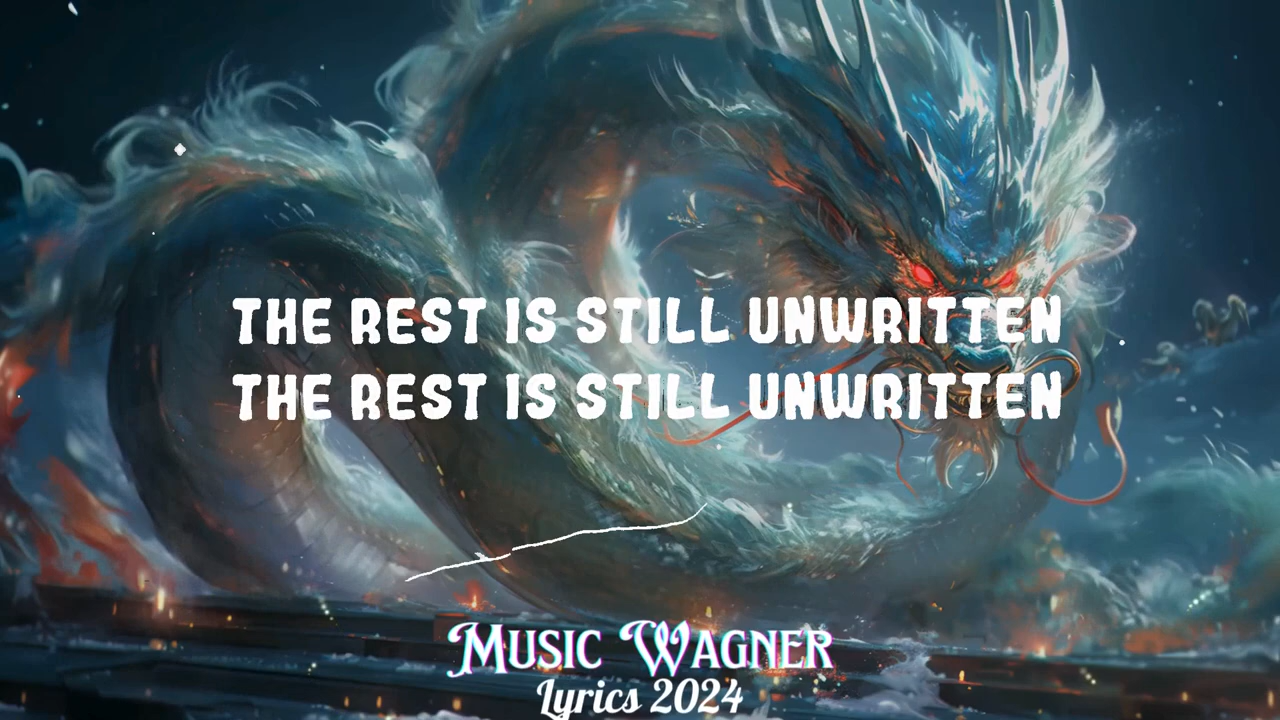 THE REST IS STILL UNWRITTEN
THE REST IS STILL UNWRITTEN
MUSIC WAGNER
Lyrics 2024